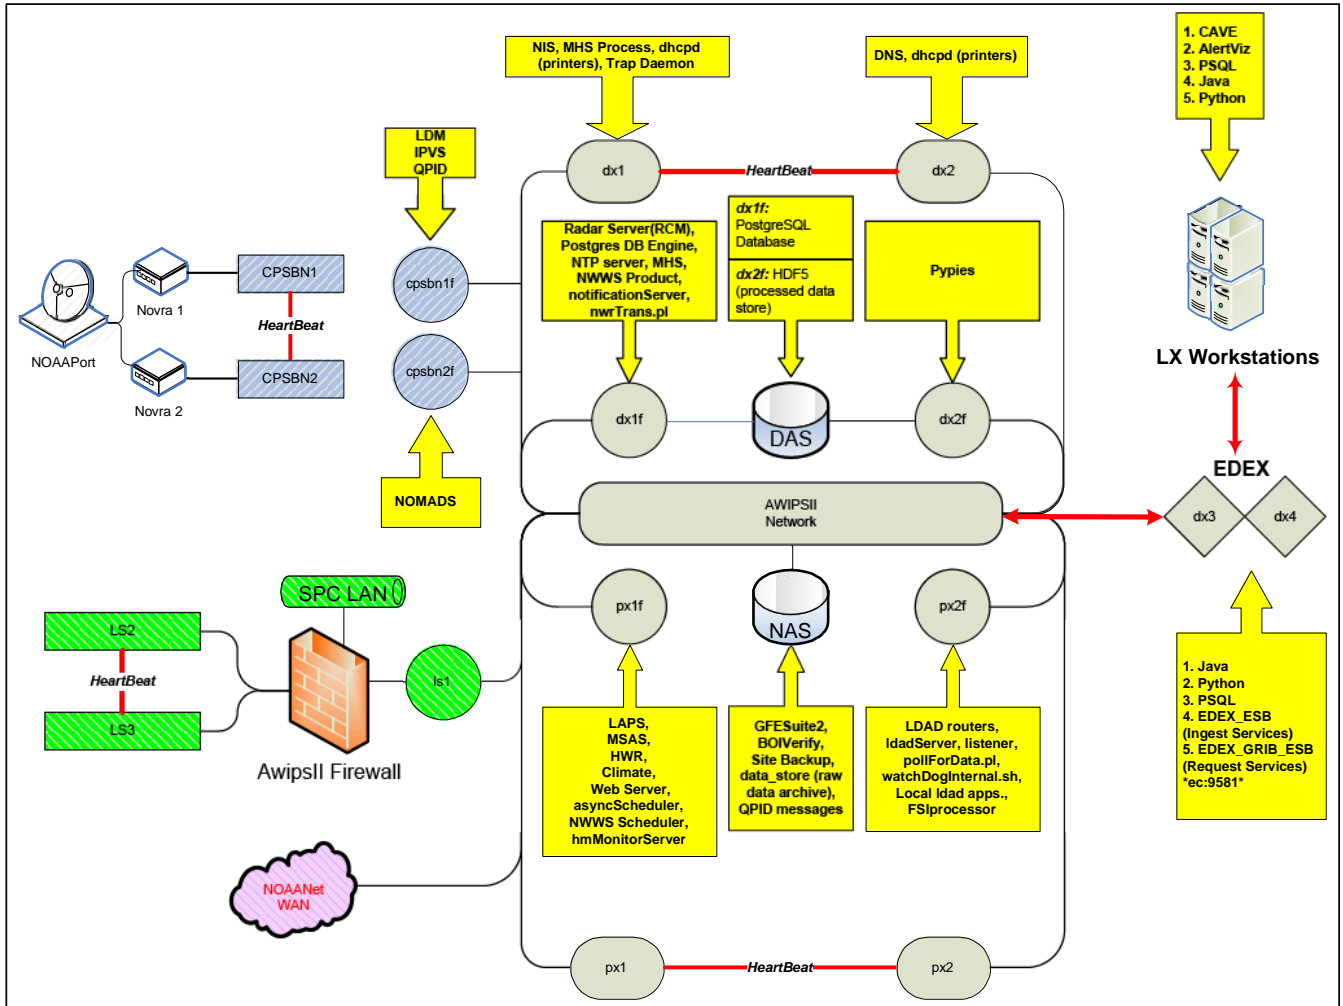 NIS, MHS Process, dhcpd
(printers), Trap Daemon
DNS, dhcpd (printers)
1. CAVE
2. AlertViz
3. PSQL
4. Java
5. Python
LDM
IPVS
QPID
dx1
HeartBeat
dx2
Radar Server(RCM),
Postgres DB Engine,
NTP server, MHS,
NWWS Product,
notificationServer,
nwrTrans.pl
dx1f:
PostgreSQL
Database
dx2f: HDF5
(processed data
store)
Pypies
NOAAPort
Novra 1
Novra 2
CPSBN1
HeartBeat
CPSBN2
cpsbn1f
cpsbn2f
NOMADS
LX Workstations
dx1f
DAS
dx2f
EDEX
dx3
dx4
AWIPSII
Network
SPC LAN
LS2
HeartBeat
LS3
AwipsII Firewall
ls1
px1f
NAS
px2f
LAPS,
MSAS,
HWR,
Climate,
Web Server,
asyncScheduler,
NWWS Scheduler,
hmMonitorServer
GFESuite2,
BOIVerify,
Site Backup,
data_store (raw
data archive),
QPID messages
LDAD routers,
ldadServer, listener,
pollForData.pl,
watchDogInternal.sh,
Local ldad apps.,
FSIprocessor
1. Java
2. Python
3. PSQL
4. EDEX_ESB
(Ingest Services)
5. EDEX_GRIB_ESB
(Request Services)
*ec:9581*
NOAANet
WAN
px1
HeartBeat
px2